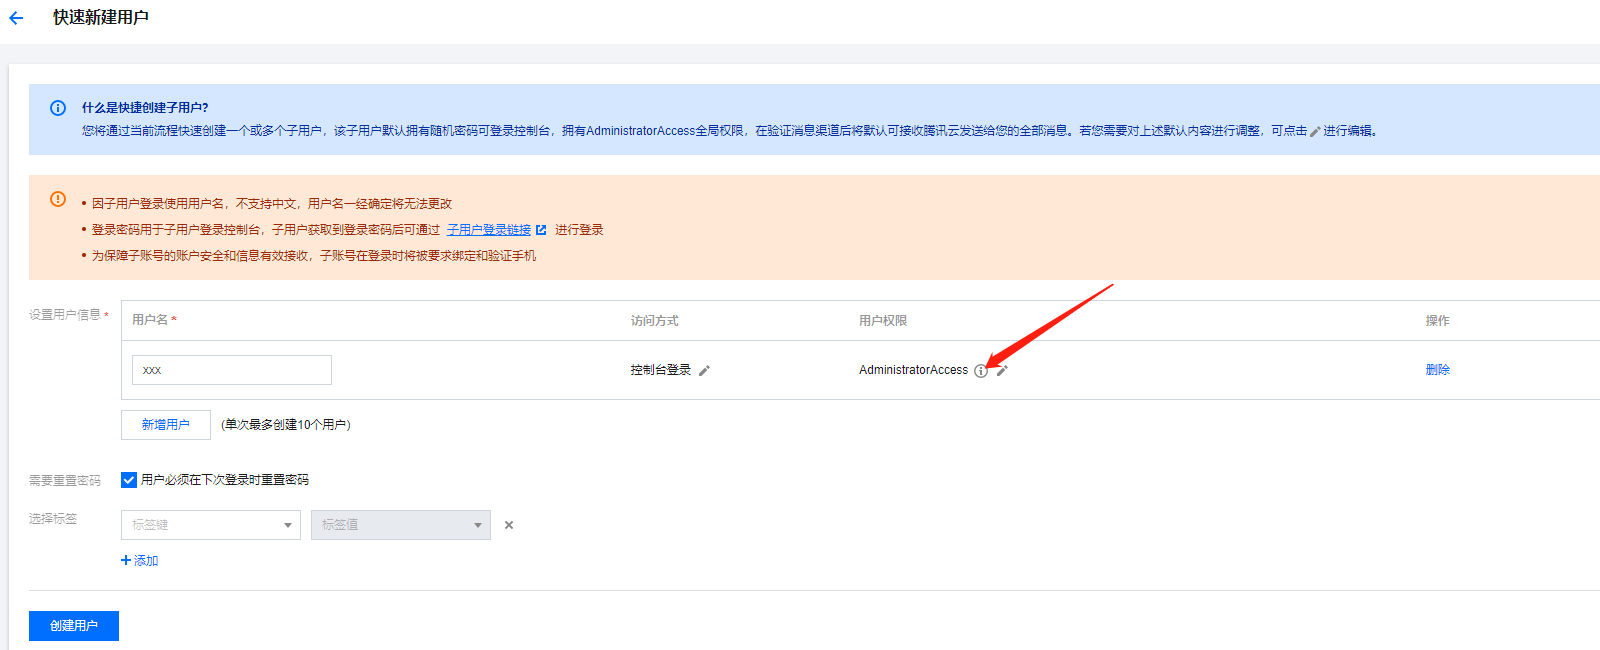 快速新建用户
什么是快捷创建子用户?
您将通过当前流程快速创建一个或多个子用户，该子用户默认拥有随机密码可登录控制台，拥有AdministratorAccess全局权限，在验证消息渠道后将默认可接收腾讯云发送给您的全部消息。若您需要对上述默认内容进行调整，可点击 进行编辑。
• 因子用户登录使用用户名，不支持中文，用户名一经确定将无法更改
• 登录密码用于子用户登录控制台，子用户获取到登录密码后可通过 子用户登录链接 进行登录
• 为保障子账号的账户安全和信息有效接收，子账号在登录时将被要求绑定和验证手机
设置用户信息 *
用户名 * 访问方式 用户权限 操作
xxx 控制台登录 AdministratorAccess 删除
新增用户 (单次最多创建10个用户)
需要重置密码 用户必须在下次登录时重置密码
选择标签 标签键 标签值 ×
+ 添加
创建用户